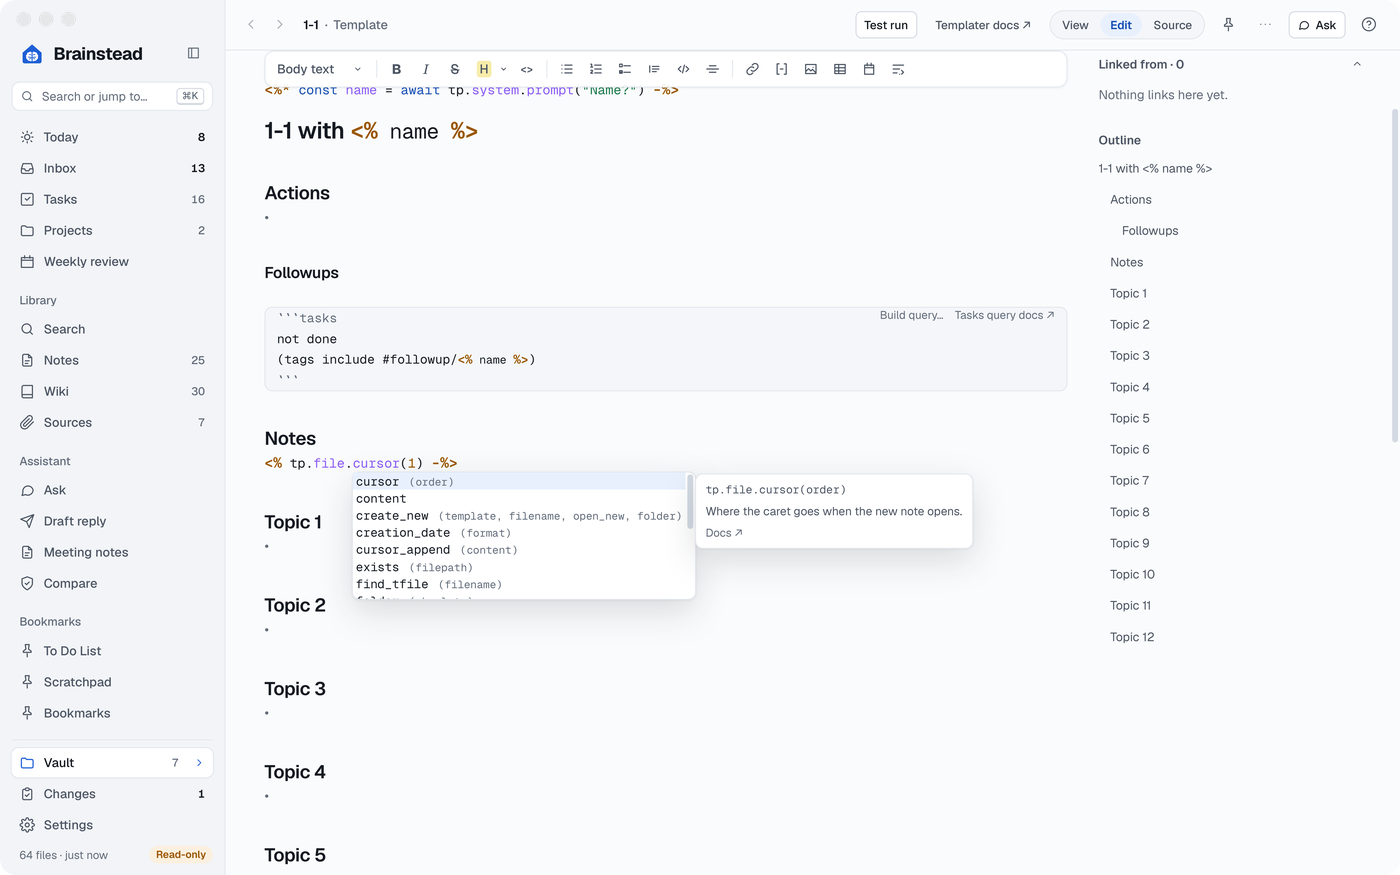 Brainstead
Search or jump to...
⌘K
Today 8
Inbox 13
Tasks 16
Projects 2
Weekly review
Library
Search
Notes 25
Wiki 30
Sources 7
Assistant
Ask
Draft reply
Meeting notes
Compare
Bookmarks
To Do List
Scratchpad
Bookmarks
Vault 7
Changes 1
Settings
64 files · just now
Read-only
1-1 · Template
Test run
Templater docs ↗
View
Edit
Source
Ask
Body text
B I S H <>
<%* const name = await tp.system.prompt("Name?") -%>
1-1 with <% name %>
Actions
•
Followups
```tasks
Build query...
Tasks query docs ↗
not done
(tags include #followup/<% name %>)
```
Notes
<% tp.file.cursor(1) -%>
cursor (order)
content
create_new (template, filename, open_new, folder)
creation_date (format)
cursor_append (content)
exists (filepath)
find_tfile (filename)
tp.file.cursor(order)
Where the caret goes when the new note opens.
Docs ↗
Topic 1
•
Topic 2
•
Topic 3
•
Topic 4
•
Topic 5
Linked from · 0
Nothing links here yet.
Outline
1-1 with <% name %>
Actions
Followups
Notes
Topic 1
Topic 2
Topic 3
Topic 4
Topic 5
Topic 6
Topic 7
Topic 8
Topic 9
Topic 10
Topic 11
Topic 12